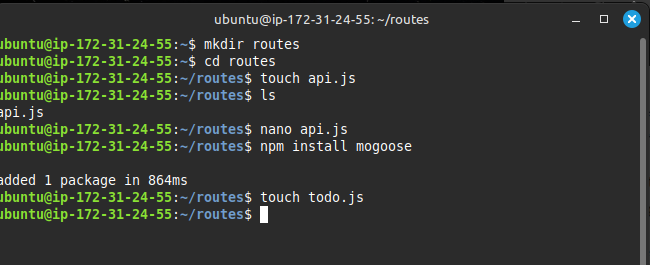 ubuntu@ip-172-31-24-55: ~/routes
ubuntu@ip-172-31-24-55:~$ mkdir routes
ubuntu@ip-172-31-24-55:~$ cd routes
ubuntu@ip-172-31-24-55:~/routes$ touch api.js
ubuntu@ip-172-31-24-55:~/routes$ ls
api.js
ubuntu@ip-172-31-24-55:~/routes$ nano api.js
ubuntu@ip-172-31-24-55:~/routes$ npm install mogoose
added 1 package in 864ms
ubuntu@ip-172-31-24-55:~/routes$ touch todo.js
ubuntu@ip-172-31-24-55:~/routes$